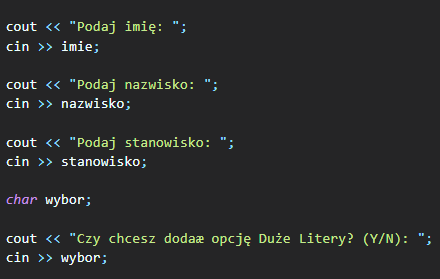 cout << "Podaj imię: ";
cin >> imie;
cout << "Podaj nazwisko: ";
cin >> nazwisko;
cout << "Podaj stanowisko: ";
cin >> stanowisko;
char wybor;
cout << "Czy chcesz dodaæ opcję Duże Litery? (Y/N): ";
cin >> wybor;